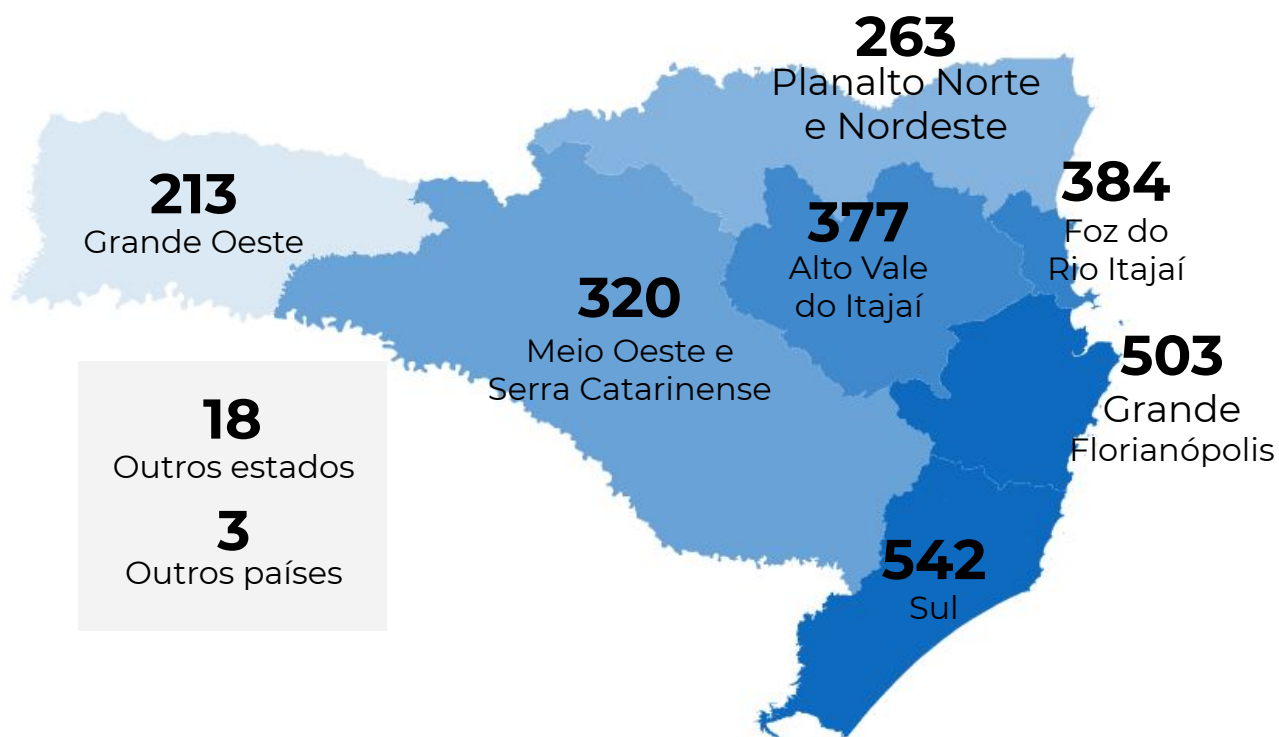 263
Planalto Norte
e Nordeste
213
Grande Oeste
384
Foz do
Rio Itajaí
377
Alto Vale
do Itajaí
320
Meio Oeste e
Serra Catarinense
503
Grande
Florianópolis
18
Outros estados
3
Outros países
542
Sul